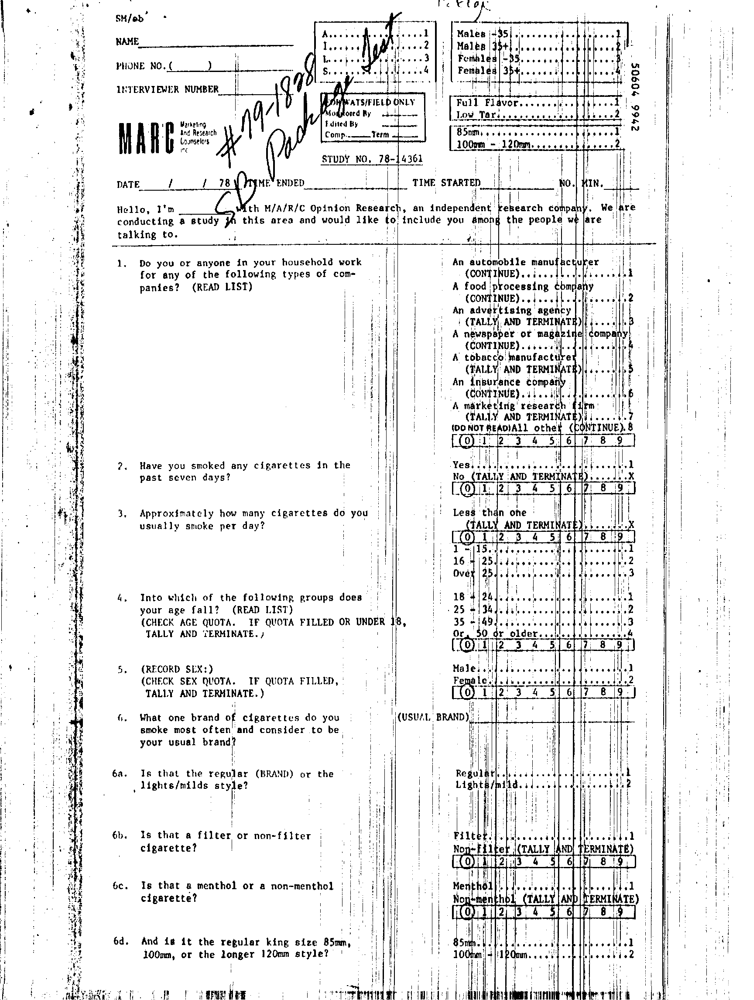 SM/eb
NAME
PHONE NO. (     )
INTERVIEWER NUMBER
A..............1
I..............2
L..............3
S..............4
Males -35......................1
Males 35+......................2
Females -35....................3
Females 35+....................4
WATS/FIELD ONLY
Monitored By
Edited By
Comp. Term
Full Flavor....................1
Low Tar........................2
85mm...........................1
100mm - 120mm..................2
50604 9942
#79-1828
SD Package Test
MARC Marketing And Research Counselors Inc
STUDY NO. 78-14361
DATE / / 78 TIME ENDED TIME STARTED NO. MIN.
Hello, I'm with M/A/R/C Opinion Research, an independent research company. We are
conducting a study in this area and would like to include you among the people we are
talking to.
1. Do you or anyone in your household work
for any of the following types of com-
panies? (READ LIST)
An automobile manufacturer
(CONTINUE)....................1
A food processing company
(CONTINUE)....................2
An advertising agency
(TALLY AND TERMINATE).........3
A newspaper or magazine company
(CONTINUE)....................4
A tobacco manufacturer
(TALLY AND TERMINATE).........5
An insurance company
(CONTINUE)....................6
A marketing research firm
(TALLY AND TERMINATE).........7
(DO NOT READ)All other (CONTINUE).8
(0) 1 2 3 4 5 6 7 8 9
2. Have you smoked any cigarettes in the
past seven days?
Yes............................1
No (TALLY AND TERMINATE).......X
(0) 1 2 3 4 5 6 7 8 9
3. Approximately how many cigarettes do you
usually smoke per day?
Less than one
(TALLY AND TERMINATE).........X
(0) 1 2 3 4 5 6 7 8 9
1 - 15.........................1
16 - 25........................2
Over 25........................3
4. Into which of the following groups does
your age fall? (READ LIST)
(CHECK AGE QUOTA. IF QUOTA FILLED OR UNDER 18,
TALLY AND TERMINATE.)
18 - 24........................1
25 - 34........................2
35 - 49........................3
Or, 50 or older................4
(0) 1 2 3 4 5 6 7 8 9
5. (RECORD SEX:)
(CHECK SEX QUOTA. IF QUOTA FILLED,
TALLY AND TERMINATE.)
Male...........................1
Female.........................2
(0) 1 2 3 4 5 6 7 8 9
6. What one brand of cigarettes do you
smoke most often and consider to be
your usual brand?
(USUAL BRAND)
6a. Is that the regular (BRAND) or the
lights/milds style?
Regular........................1
Lights/mild....................2
6b. Is that a filter or non-filter
cigarette?
Filter.........................1
Non-filter (TALLY AND TERMINATE)
(0) 1 2 3 4 5 6 7 8 9
6c. Is that a menthol or a non-menthol
cigarette?
Menthol........................1
Non-menthol (TALLY AND TERMINATE)
(0) 1 2 3 4 5 6 7 8 9
6d. And is it the regular king size 85mm,
100mm, or the longer 120mm style?
85mm...........................1
100mm - 120mm..................2